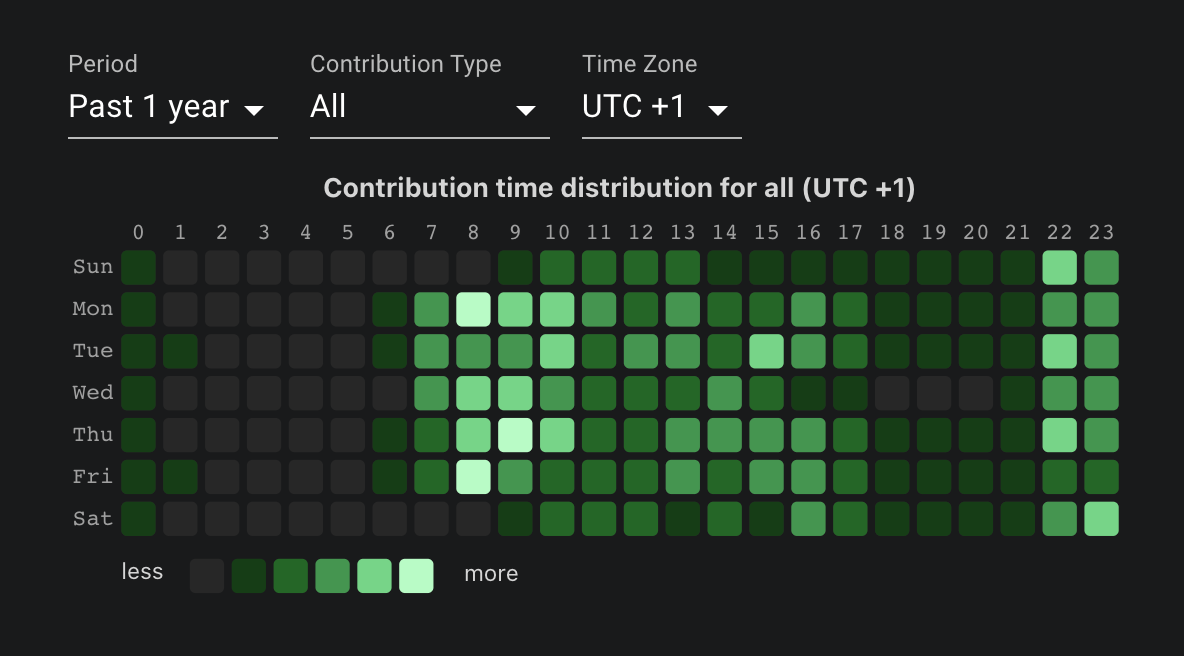 Period Contribution Type Time Zone
Past 1 year All UTC +1
Contribution time distribution for all (UTC +1)
0 1 2 3 4 5 6 7 8 9 10 11 12 13 14 15 16 17 18 19 20 21 22 23
Sun
Mon
Tue
Wed
Thu
Fri
Sat
less more